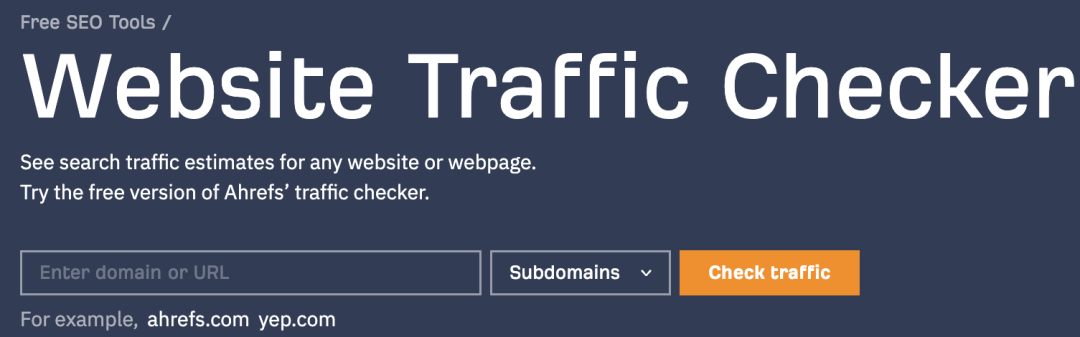 Free SEO Tools /
Website Traffic Checker
See search traffic estimates for any website or webpage.
Try the free version of Ahrefs’ traffic checker.
Enter domain or URL Subdomains Check traffic
For example, ahrefs.com yep.com